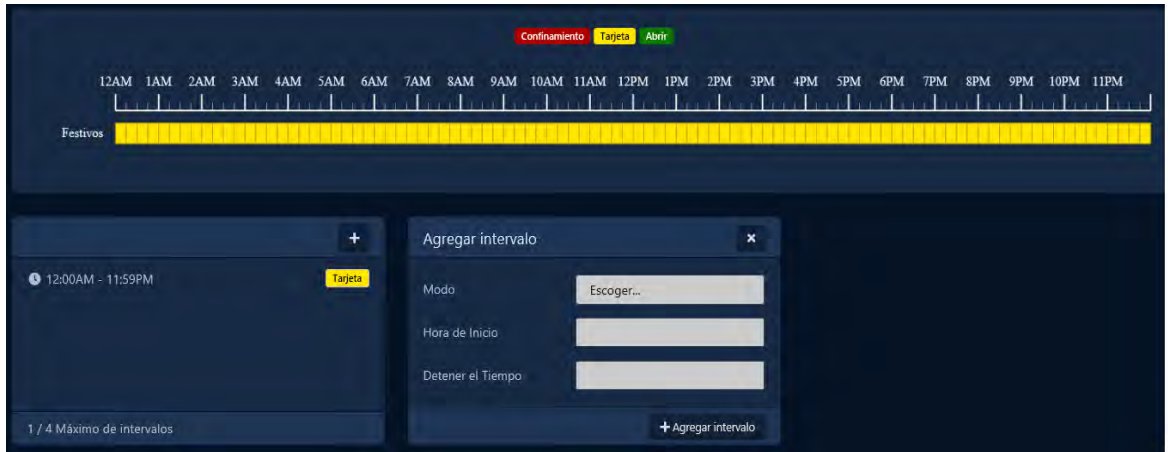 Confinamiento Tarjeta Abrir
12AM 1AM 2AM 3AM 4AM 5AM 6AM 7AM 8AM 9AM 10AM 11AM 12PM 1PM 2PM 3PM 4PM 5PM 6PM 7PM 8PM 9PM 10PM 11PM
Festivos
+
12:00AM - 11:59PM Tarjeta
1 / 4 Máximo de intervalos
Agregar intervalo ×
Modo Escoger...
Hora de Inicio
Detener el Tiempo
+ Agregar intervalo